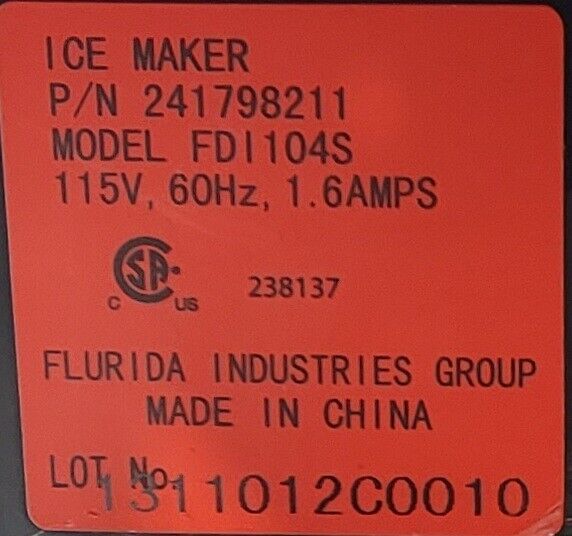 ICE MAKER
P/N 241798211
MODEL FDI104S
115V, 60Hz, 1.6AMPS
C SA US 238137
FLURIDA INDUSTRIES GROUP
MADE IN CHINA
LOT No.
1311012C0010